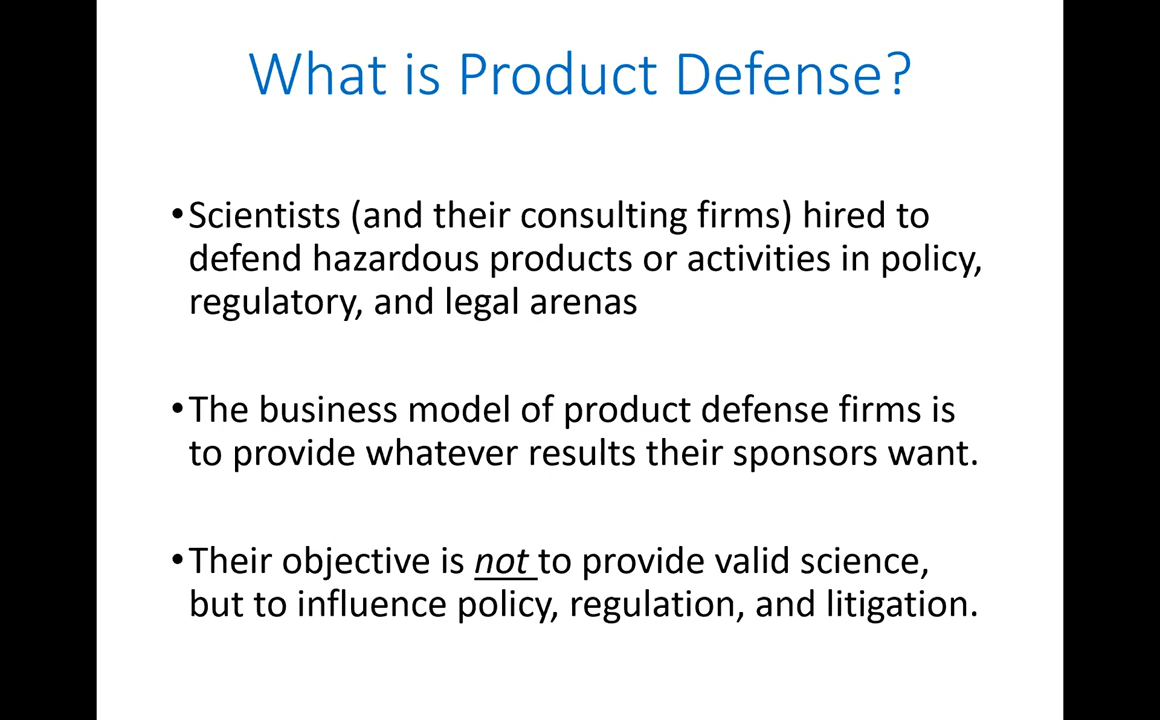 What is Product Defense?
•Scientists (and their consulting firms) hired to
defend hazardous products or activities in policy,
regulatory, and legal arenas
•The business model of product defense firms is
to provide whatever results their sponsors want.
•Their objective is not to provide valid science,
but to influence policy, regulation, and litigation.